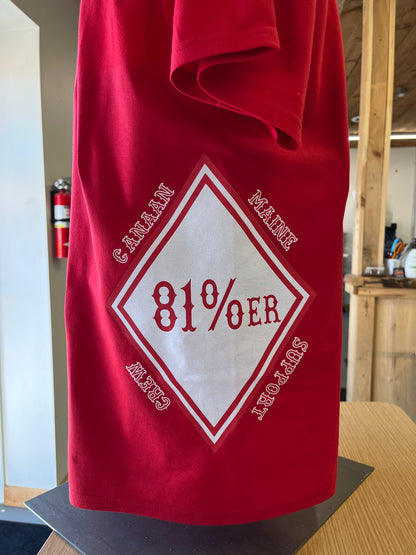 CANAAN
MAINE
81%ER
CREW
SUPPORT